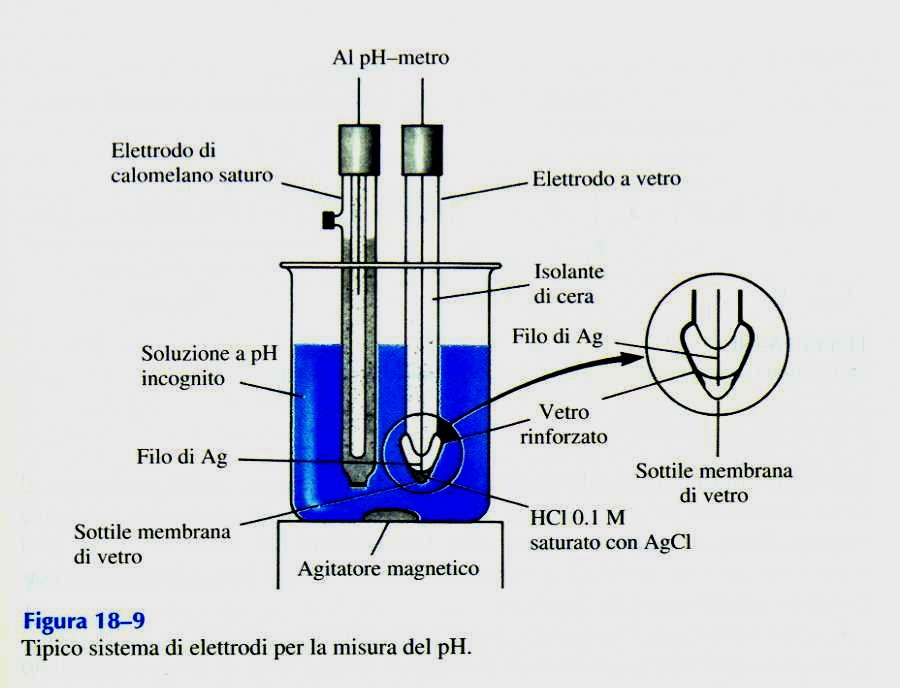 Al pH–metro
Elettrodo di
calomelano saturo
Elettrodo a vetro
Isolante
di cera
Filo di Ag
Soluzione a pH
incognito
Vetro
rinforzato
Filo di Ag
Sottile membrana
di vetro
HCl 0.1 M
saturato con AgCl
Sottile membrana
di vetro
Agitatore magnetico
Figura 18–9
Tipico sistema di elettrodi per la misura del pH.